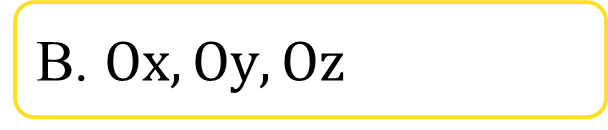 B. Ox, Oy, Oz